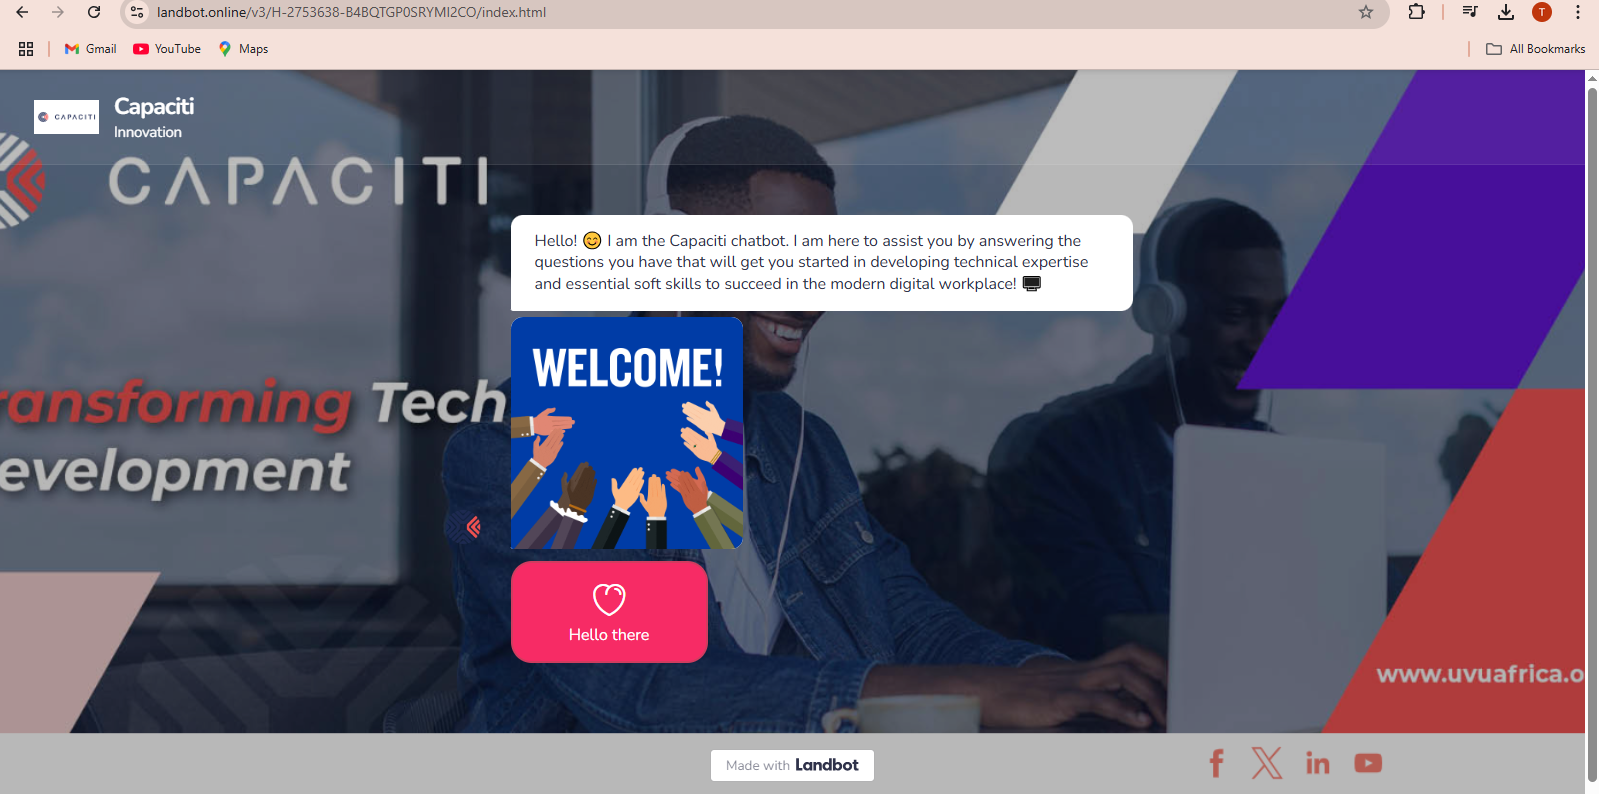 landbot.online/v3/H-2753638-B4BQTGP0SRYMI2CO/index.html
T
Gmail
YouTube
Maps
All Bookmarks
CAPACITI
Capaciti
Innovation
CAPACITI
Hello! 😊 I am the Capaciti chatbot. I am here to assist you by answering the
questions you have that will get you started in developing technical expertise
and essential soft skills to succeed in the modern digital workplace! 🖥️
WELCOME!
ransforming Tech
evelopment
Hello there
www.uvuafrica.o
Made with Landbot